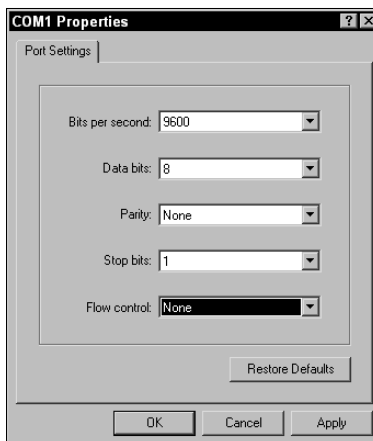 COM1 Properties
Port Settings
Bits per second: 9600
Data bits: 8
Parity: None
Stop bits: 1
Flow control: None
Restore Defaults
OK Cancel Apply